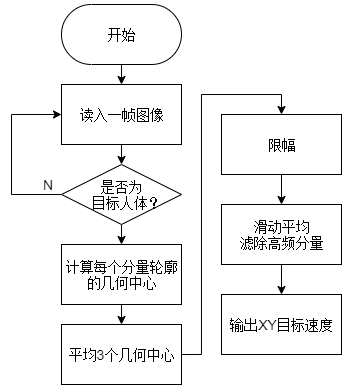 开始
读入一帧图像
N
是否为
目标人体？
计算每个分量轮廓
的几何中心
平均3个几何中心
限幅
滑动平均
滤除高频分量
输出XY目标速度